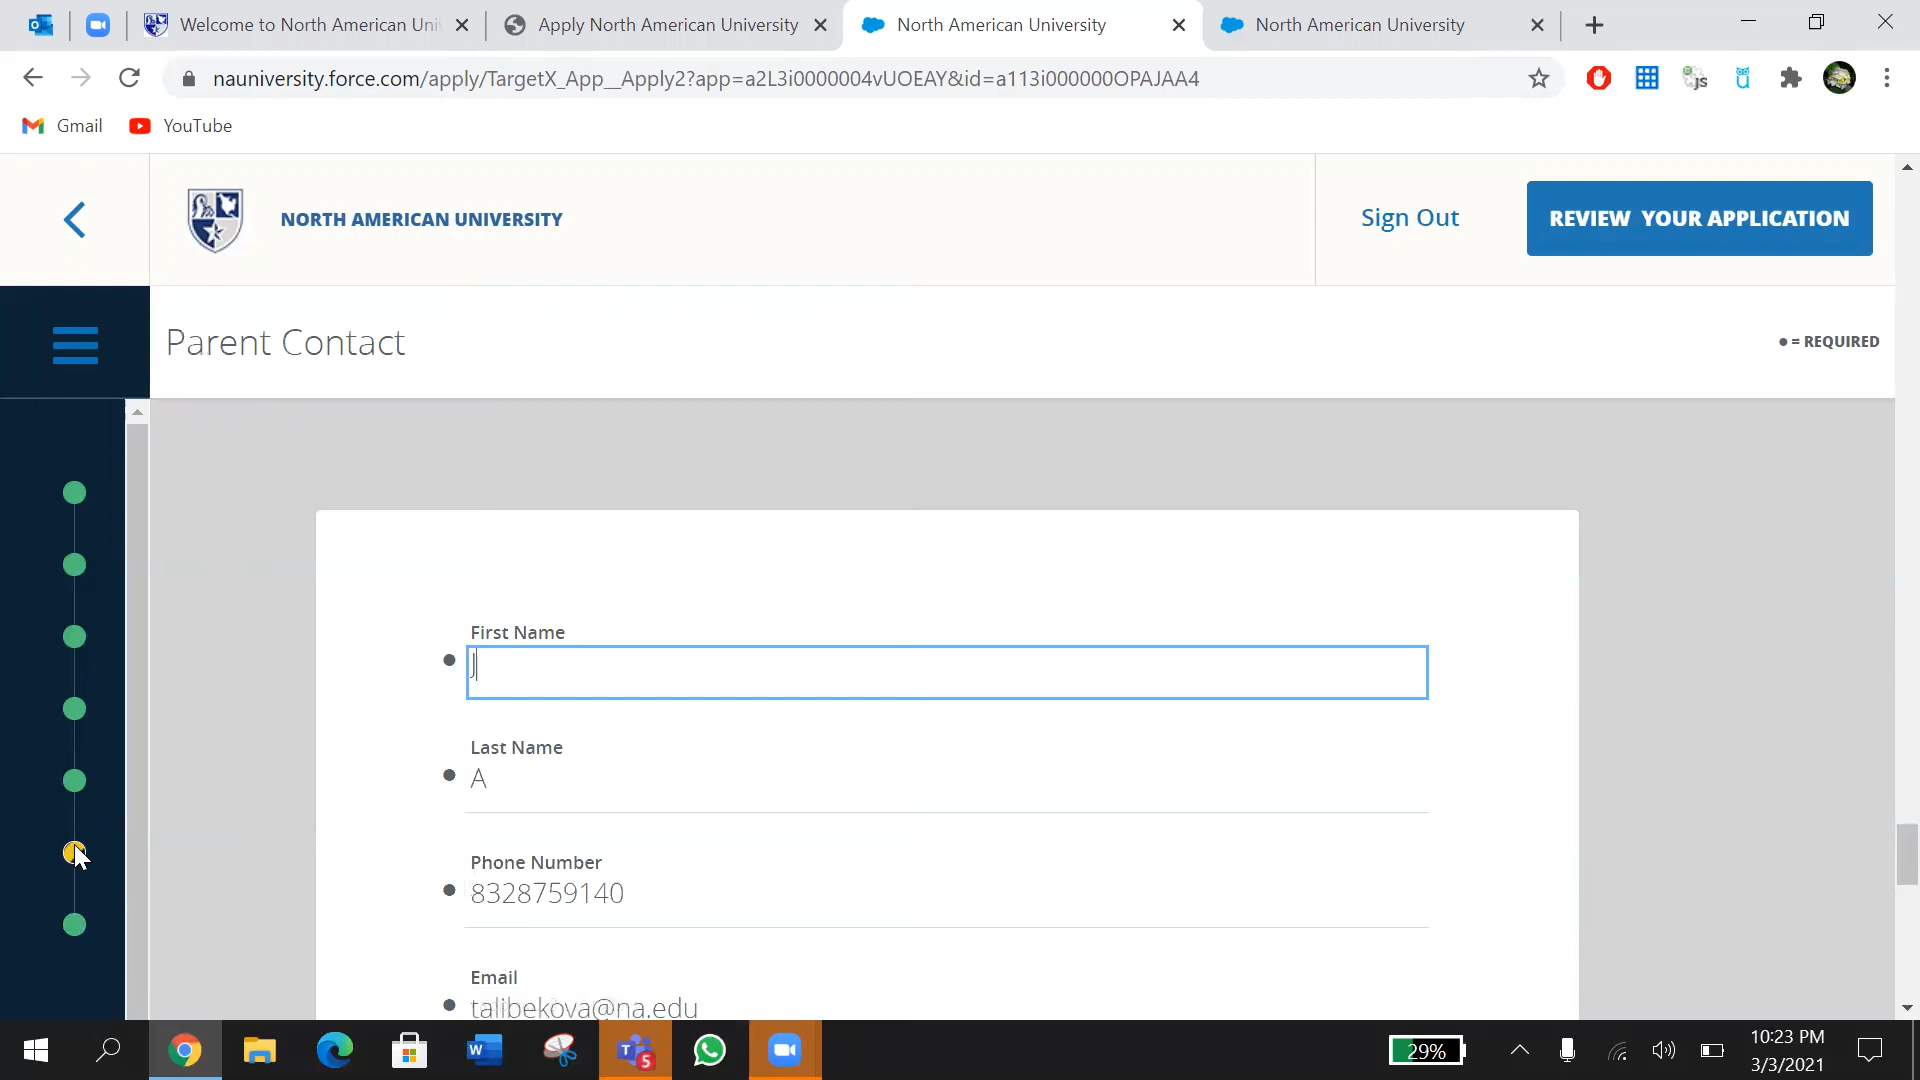 Welcome to North American Uni
Apply North American University
North American University
North American University
nauniversity.force.com/apply/TargetX_App__Apply2?app=a2L3i0000004vUOEAY&id=a113i000000OPAJAA4
JS
Gmail
YouTube
NORTH AMERICAN UNIVERSITY
Sign Out
REVIEW YOUR APPLICATION
Parent Contact
= REQUIRED
First Name
J
Last Name
A
Phone Number
8328759140
Email
talibekova@na.edu
29%
10:23 PM
3/3/2021
5